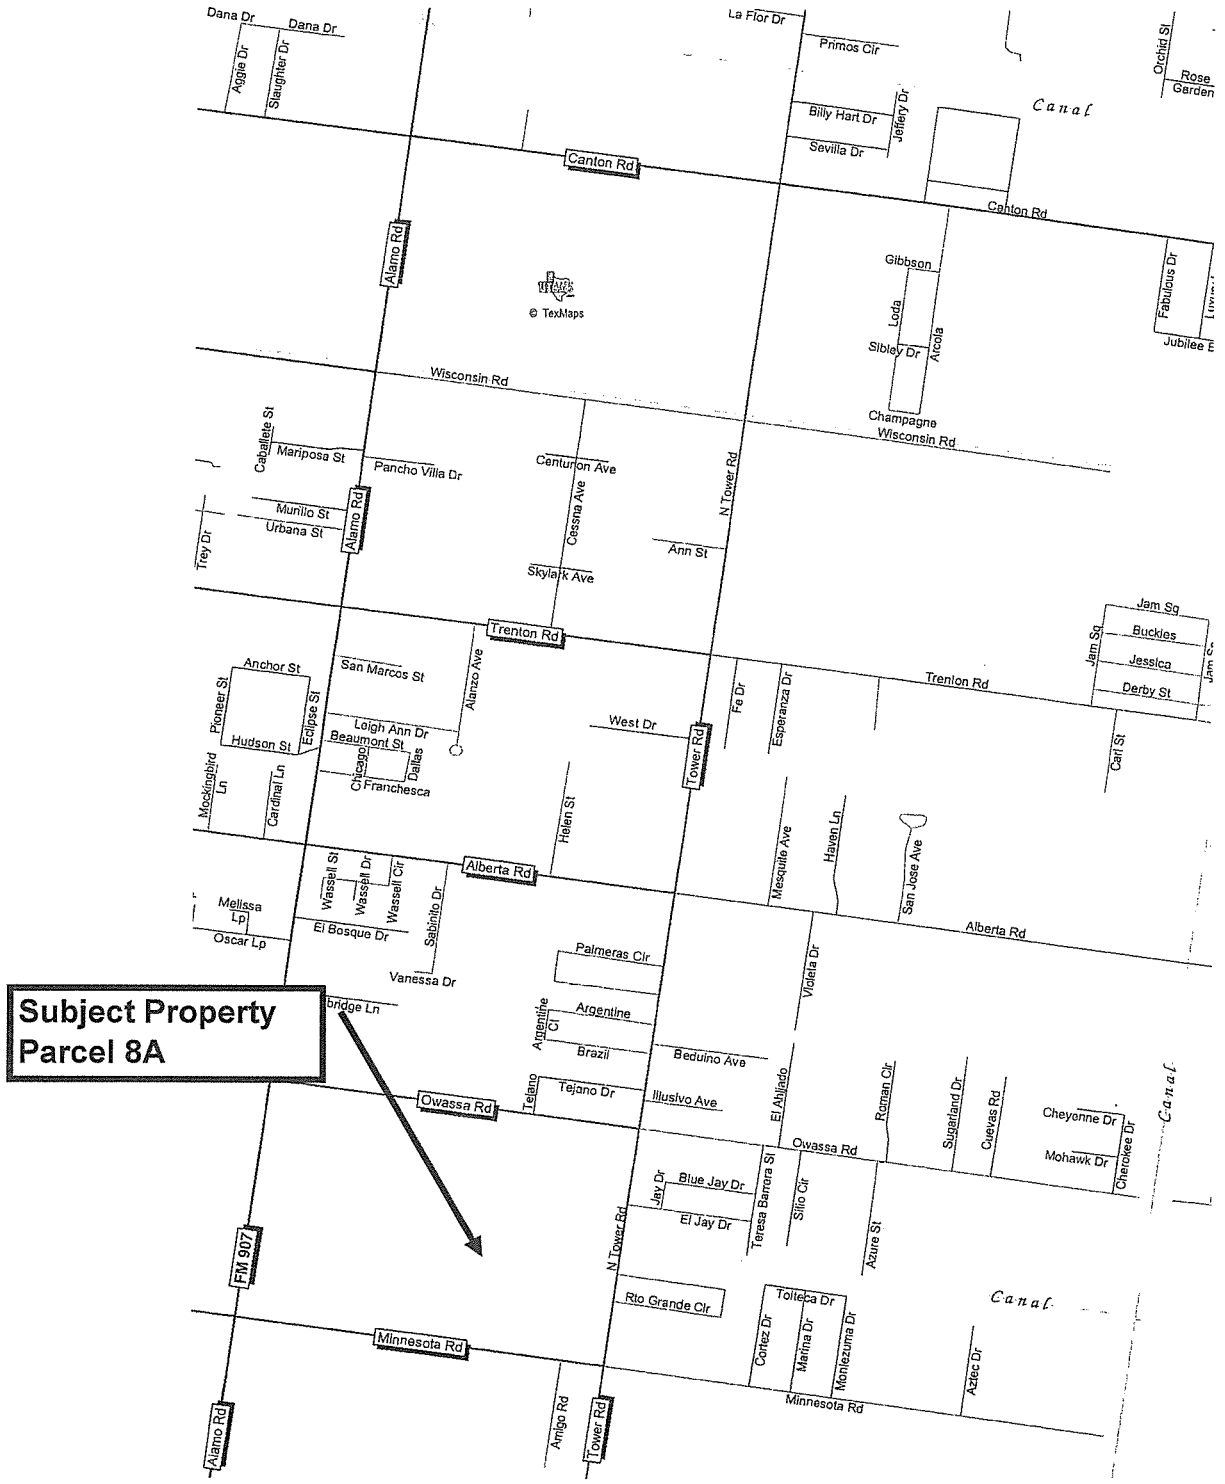 La Flor Dr
Dana Dr
Dana Dr
Primos Cir
Orchid St
Aggie Dr
Slaughter Dr
Rose
Garden
Canal
Billy Hart Dr
Jeffery Dr
Sevilla Dr
Canton Rd
Canton Rd
Alamo Rd
Gibbson
Fabulous Dr
© TexMaps
Loda
Arcola
Sibley Dr
Jubilee
Wisconsin Rd
Champagne
Wisconsin Rd
Caballete St
Mariposa St
Pancho Villa Dr
Centurion Ave
N Tower Rd
Alamo Rd
Murillo St
Urbana St
Cessna Ave
Trey Dr
Ann St
Skylark Ave
Jam Sq
Trenton Rd
Buckles
Jam Sq
Jam Sq
Jessica
Anchor St
San Marcos St
Alanzo Ave
Fe Dr
Esperanza Dr
Trenton Rd
Derby St
Pioneer St
Eclipse St
Leigh Ann Dr
West Dr
Hudson St
Beaumont St
Tower Rd
Carl St
Chicago
Dallas
Franchesca
Mockingbird
Ln
Cardinal Ln
Helen St
Mesquite Ave
Haven Ln
San Jose Ave
Alberta Rd
Wassell St
Wassell Dr
Wassell Cir
Sabinito Dr
Melissa
Lp
El Bosque Dr
Oscar Lp
Alberta Rd
Palmeras Cir
Violeta Dr
Vanessa Dr
Subject Property
Parcel 8A
bridge Ln
Argentine
Argentine
Ct
Brazil
Beduino Ave
Canal
Tejano
Tejano Dr
Illusivo Ave
El Ahijado
Roman Cir
Sugarland Dr
Cuevas Rd
Cheyenne Dr
Owassa Rd
Owassa Rd
Mohawk Dr
Cherokee Dr
Jay Dr
Blue Jay Dr
El Jay Dr
Teresa Barrera St
Silio Cir
Azure St
N Tower Rd
FM 907
Rio Grande Cir
Tolteca Dr
Canal
Cortez Dr
Marina Dr
Montezuma Dr
Minnesota Rd
Aztec Dr
Minnesota Rd
Alamo Rd
Amigo Rd
Tower Rd